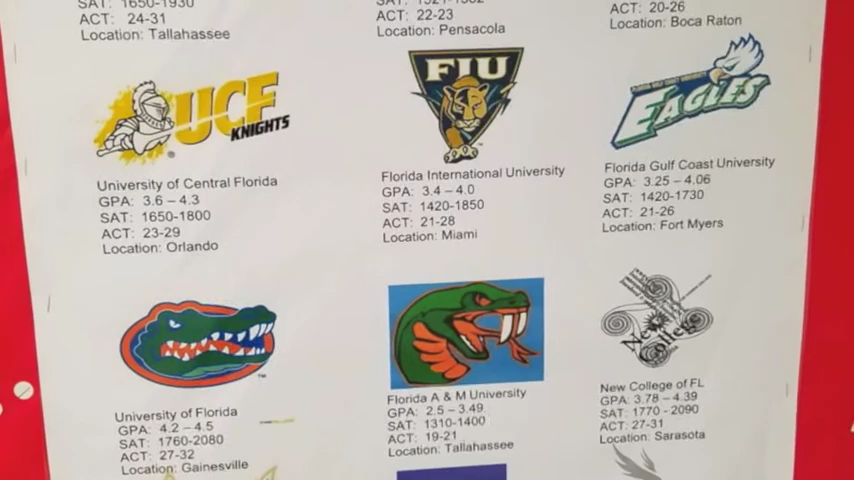 SAT: 1650-1930
ACT: 24-31
Location: Tallahassee
ACT: 22-23
Location: Pensacola
ACT: 20-26
Location: Boca Raton
UCF
KNIGHTS
University of Central Florida
GPA: 3.6 – 4.3
SAT: 1650-1800
ACT: 23-29
Location: Orlando
FIU
Florida International University
GPA: 3.4 – 4.0
SAT: 1420-1850
ACT: 21-28
Location: Miami
FLORIDA GULF COAST UNIVERSITY
EAGLES
Florida Gulf Coast University
GPA: 3.25 – 4.06
SAT: 1420-1730
ACT: 21-26
Location: Fort Myers
University of Florida
GPA: 4.2 – 4.5
SAT: 1760-2080
ACT: 27-32
Location: Gainesville
Florida A & M University
GPA: 2.5 – 3.49
SAT: 1310-1400
ACT: 19-21
Location: Tallahassee
New
College
New College of FL
GPA: 3.78 – 4.39
SAT: 1770 - 2090
ACT: 27-31
Location: Sarasota